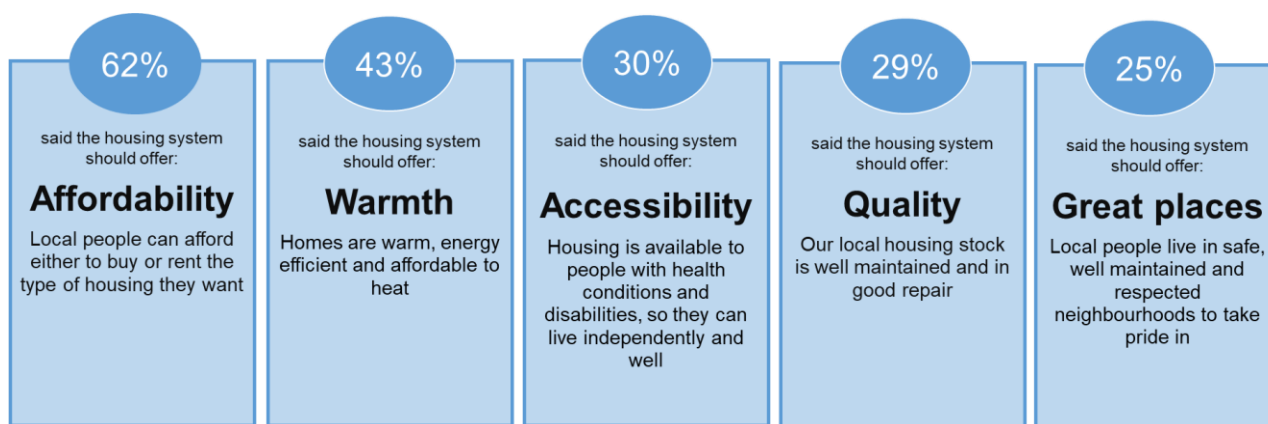 62%
said the housing system
should offer:
Affordability
Local people can afford
either to buy or rent the
type of housing they want
43%
said the housing system
should offer:
Warmth
Homes are warm, energy
efficient and affordable to
heat
30%
said the housing system
should offer:
Accessibility
Housing is available to
people with health
conditions and
disabilities, so they can
live independently and
well
29%
said the housing system
should offer:
Quality
Our local housing stock
is well maintained and in
good repair
25%
said the housing system
should offer:
Great places
Local people live in safe,
well maintained and
respected
neighbourhoods to take
pride in